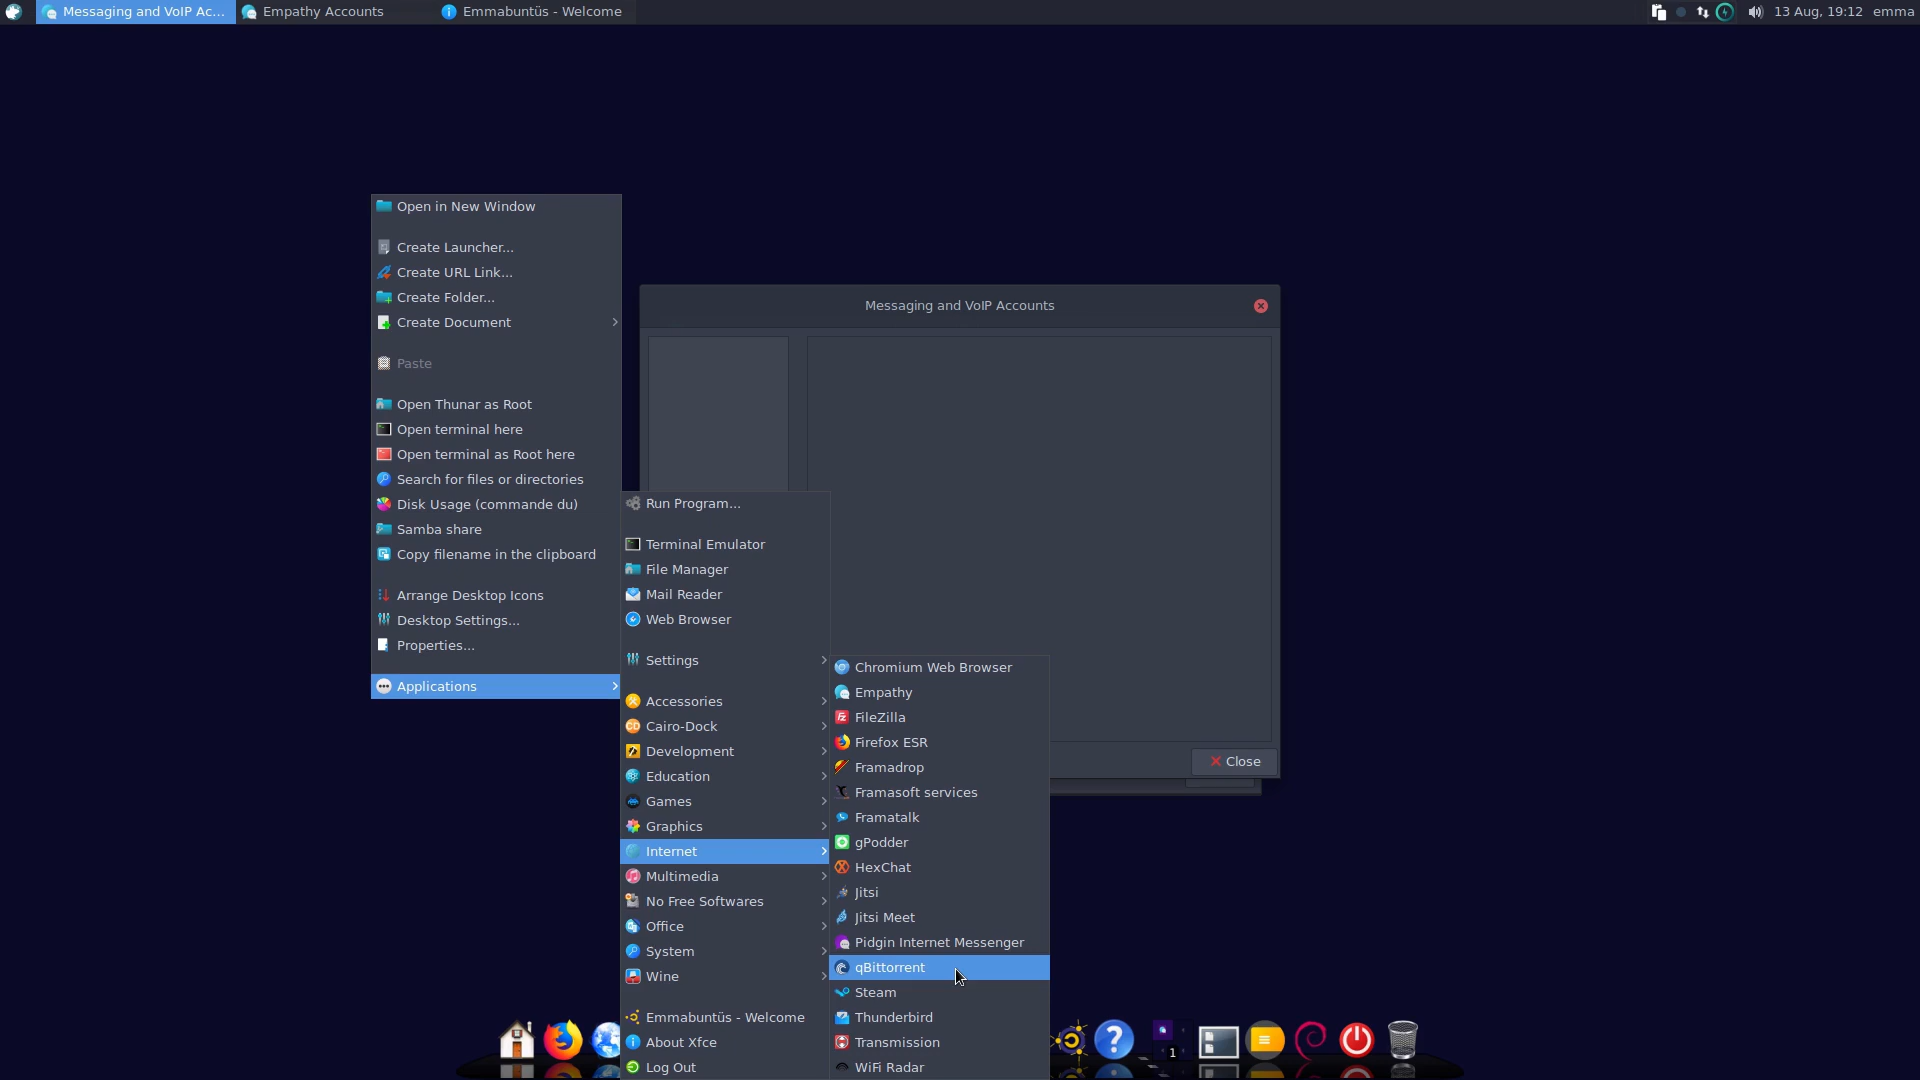 Messaging and VoIP Ac...
Empathy Accounts
Emmabuntüs - Welcome
13 Aug, 19:12
emma
Open in New Window
Create Launcher...
Create URL Link...
Create Folder...
Create Document
Paste
Open Thunar as Root
Open terminal here
Open terminal as Root here
Search for files or directories
Disk Usage (commande du)
Samba share
Copy filename in the clipboard
Arrange Desktop Icons
Desktop Settings...
Properties...
Applications
Messaging and VoIP Accounts
Close
Run Program...
Terminal Emulator
File Manager
Mail Reader
Web Browser
Settings
Accessories
Cairo-Dock
Development
Education
Games
Graphics
Internet
Multimedia
No Free Softwares
Office
System
Wine
Emmabuntüs - Welcome
About Xfce
Log Out
Chromium Web Browser
Empathy
FileZilla
Firefox ESR
Framadrop
Framasoft services
Framatalk
gPodder
HexChat
Jitsi
Jitsi Meet
Pidgin Internet Messenger
qBittorrent
Steam
Thunderbird
Transmission
WiFi Radar
1